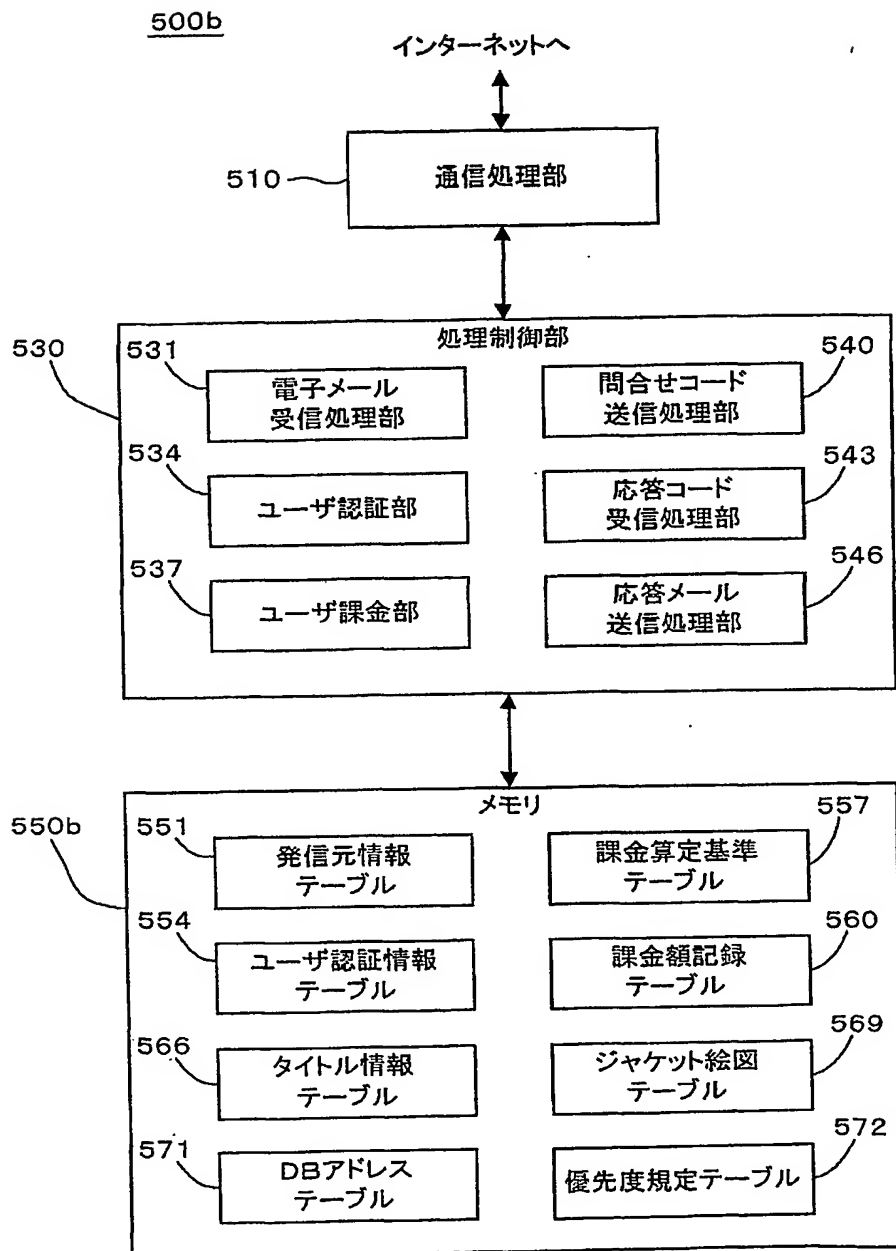 500b
インターネットへ
510
通信処理部
530
処理制御部
531
電子メール
受信処理部
540
問合せコード
送信処理部
534
ユーザ認証部
543
応答コード
受信処理部
537
ユーザ課金部
546
応答メール
送信処理部
550b
メモリ
551
発信元情報
テーブル
557
課金算定基準
テーブル
554
ユーザ認証情報
テーブル
560
課金額記録
テーブル
566
タイトル情報
テーブル
569
ジャケット絵図
テーブル
571
DBアドレス
テーブル
572
優先度規定テーブル